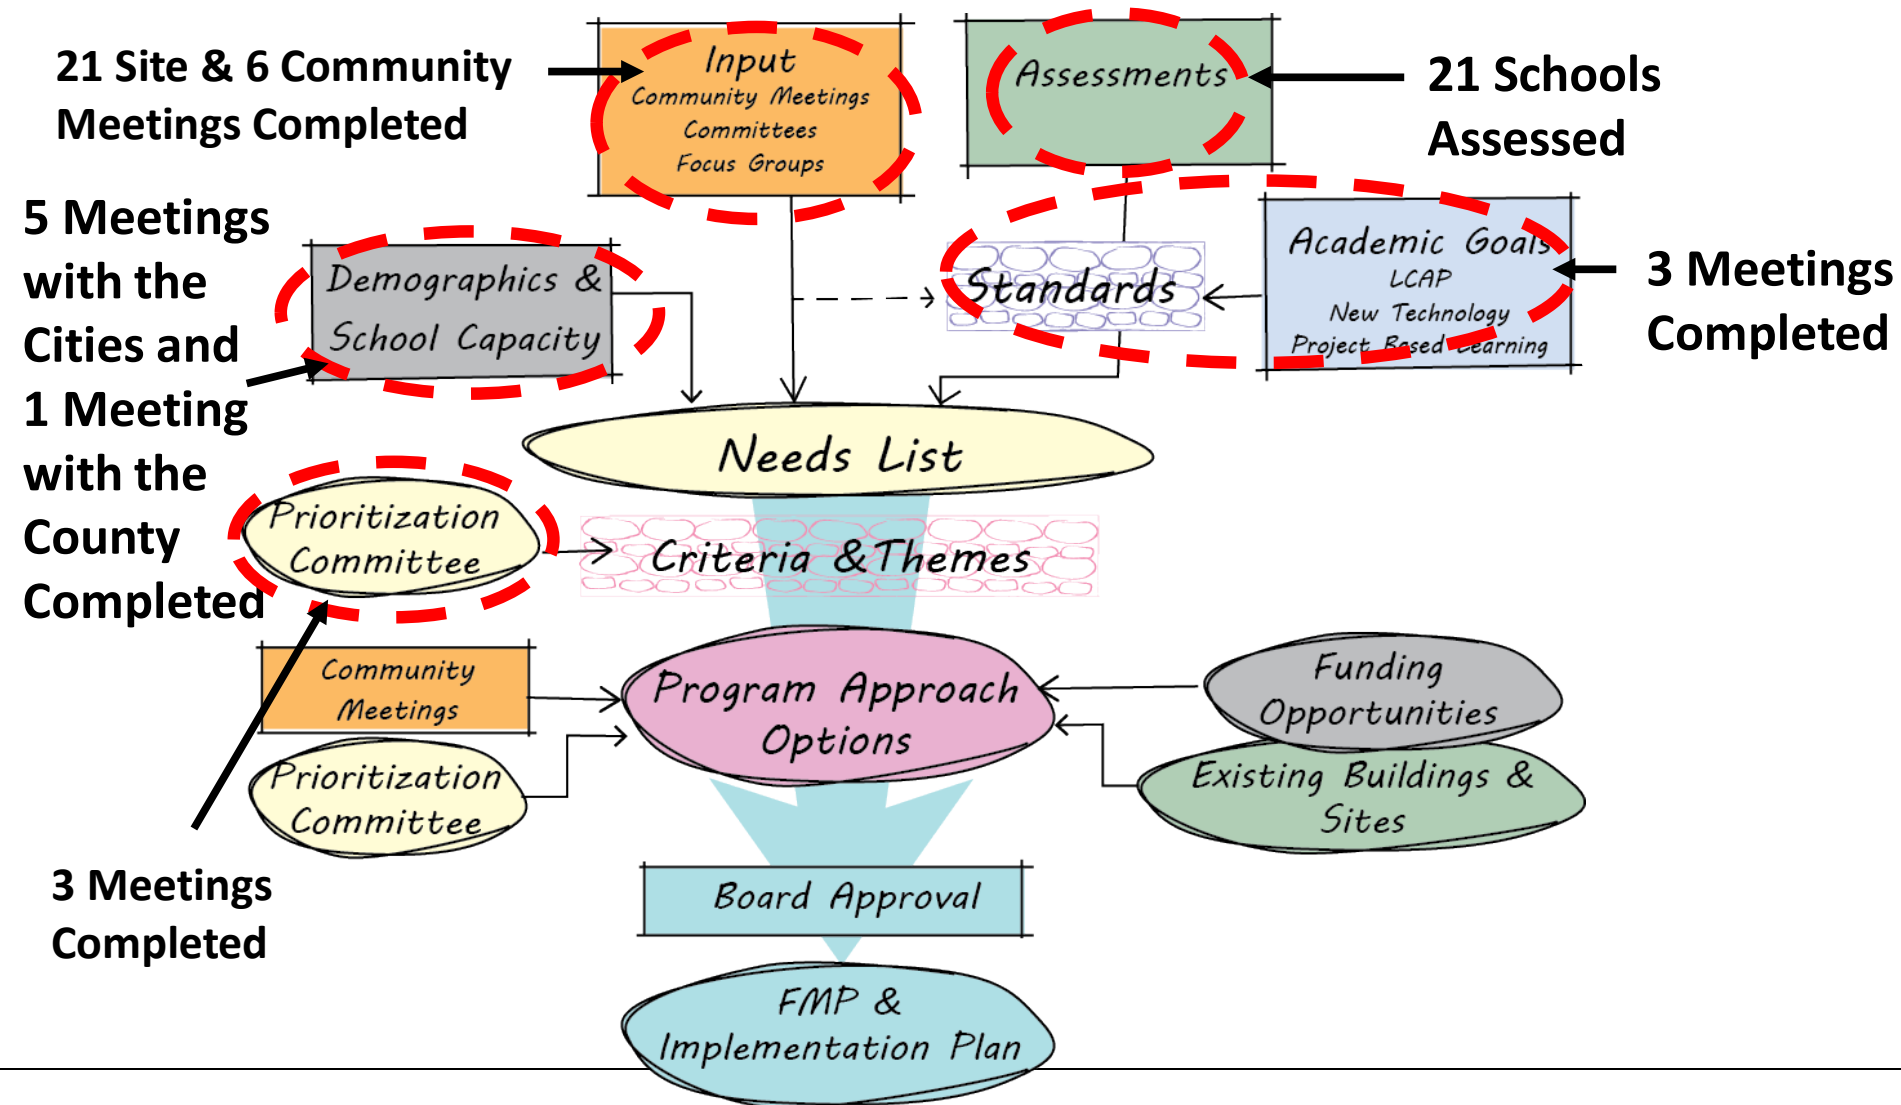 21 Site & 6 Community
Meetings Completed
Input
Community Meetings
Committees
Focus Groups
Assessments
21 Schools
Assessed
5 Meetings
with the
Cities and
1 Meeting
with the
County
Completed
Demographics &
School Capacity
Standards
Academic Goals
LCAP
New Technology
Project Based Learning
3 Meetings
Completed
Needs List
Prioritization
Committee
Criteria &Themes
Community
Meetings
Prioritization
Committee
Program Approach
Options
Funding
Opportunities
Existing Buildings &
Sites
3 Meetings
Completed
Board Approval
FMP &
Implementation Plan